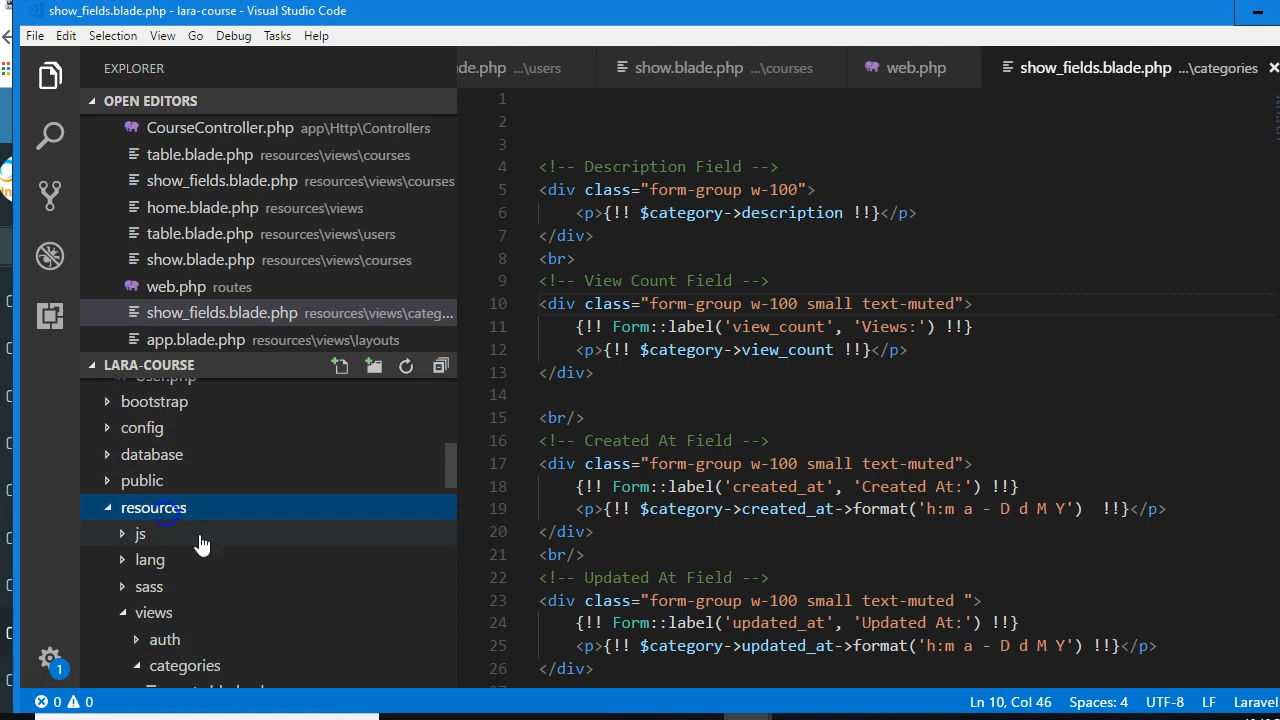 show_fields.blade.php - lara-course - Visual Studio Code
File Edit Selection View Go Debug Tasks Help
EXPLORER
de.php ...\users show.blade.php ...\courses web.php show_fields.blade.php ...\categories
OPEN EDITORS
CourseController.php app\Http\Controllers
table.blade.php resources\views\courses
show_fields.blade.php resources\views\courses
home.blade.php resources\views
table.blade.php resources\views\users
show.blade.php resources\views\courses
web.php routes
show_fields.blade.php resources\views\categ...
app.blade.php resources\views\layouts
LARA-COURSE
User.php
bootstrap
config
database
public
resources
js
lang
sass
views
auth
categories
1
2
3
4 <!-- Description Field -->
5 <div class="form-group w-100">
6 <p>{!! $category->description !!}</p>
7 </div>
8 <br>
9 <!-- View Count Field -->
10 <div class="form-group w-100 small text-muted">
11 {!! Form::label('view_count', 'Views:') !!}
12 <p>{!! $category->view_count !!}</p>
13 </div>
14
15 <br/>
16 <!-- Created At Field -->
17 <div class="form-group w-100 small text-muted">
18 {!! Form::label('created_at', 'Created At:') !!}
19 <p>{!! $category->created_at->format('h:m a - D d M Y')  !!}</p>
20 </div>
21 <br/>
22 <!-- Updated At Field -->
23 <div class="form-group w-100 small text-muted ">
24 {!! Form::label('updated_at', 'Updated At:') !!}
25 <p>{!! $category->updated_at->format('h:m a - D d M Y') !!}</p>
26 </div>
1
0 0 Ln 10, Col 46 Spaces: 4 UTF-8 LF Laravel